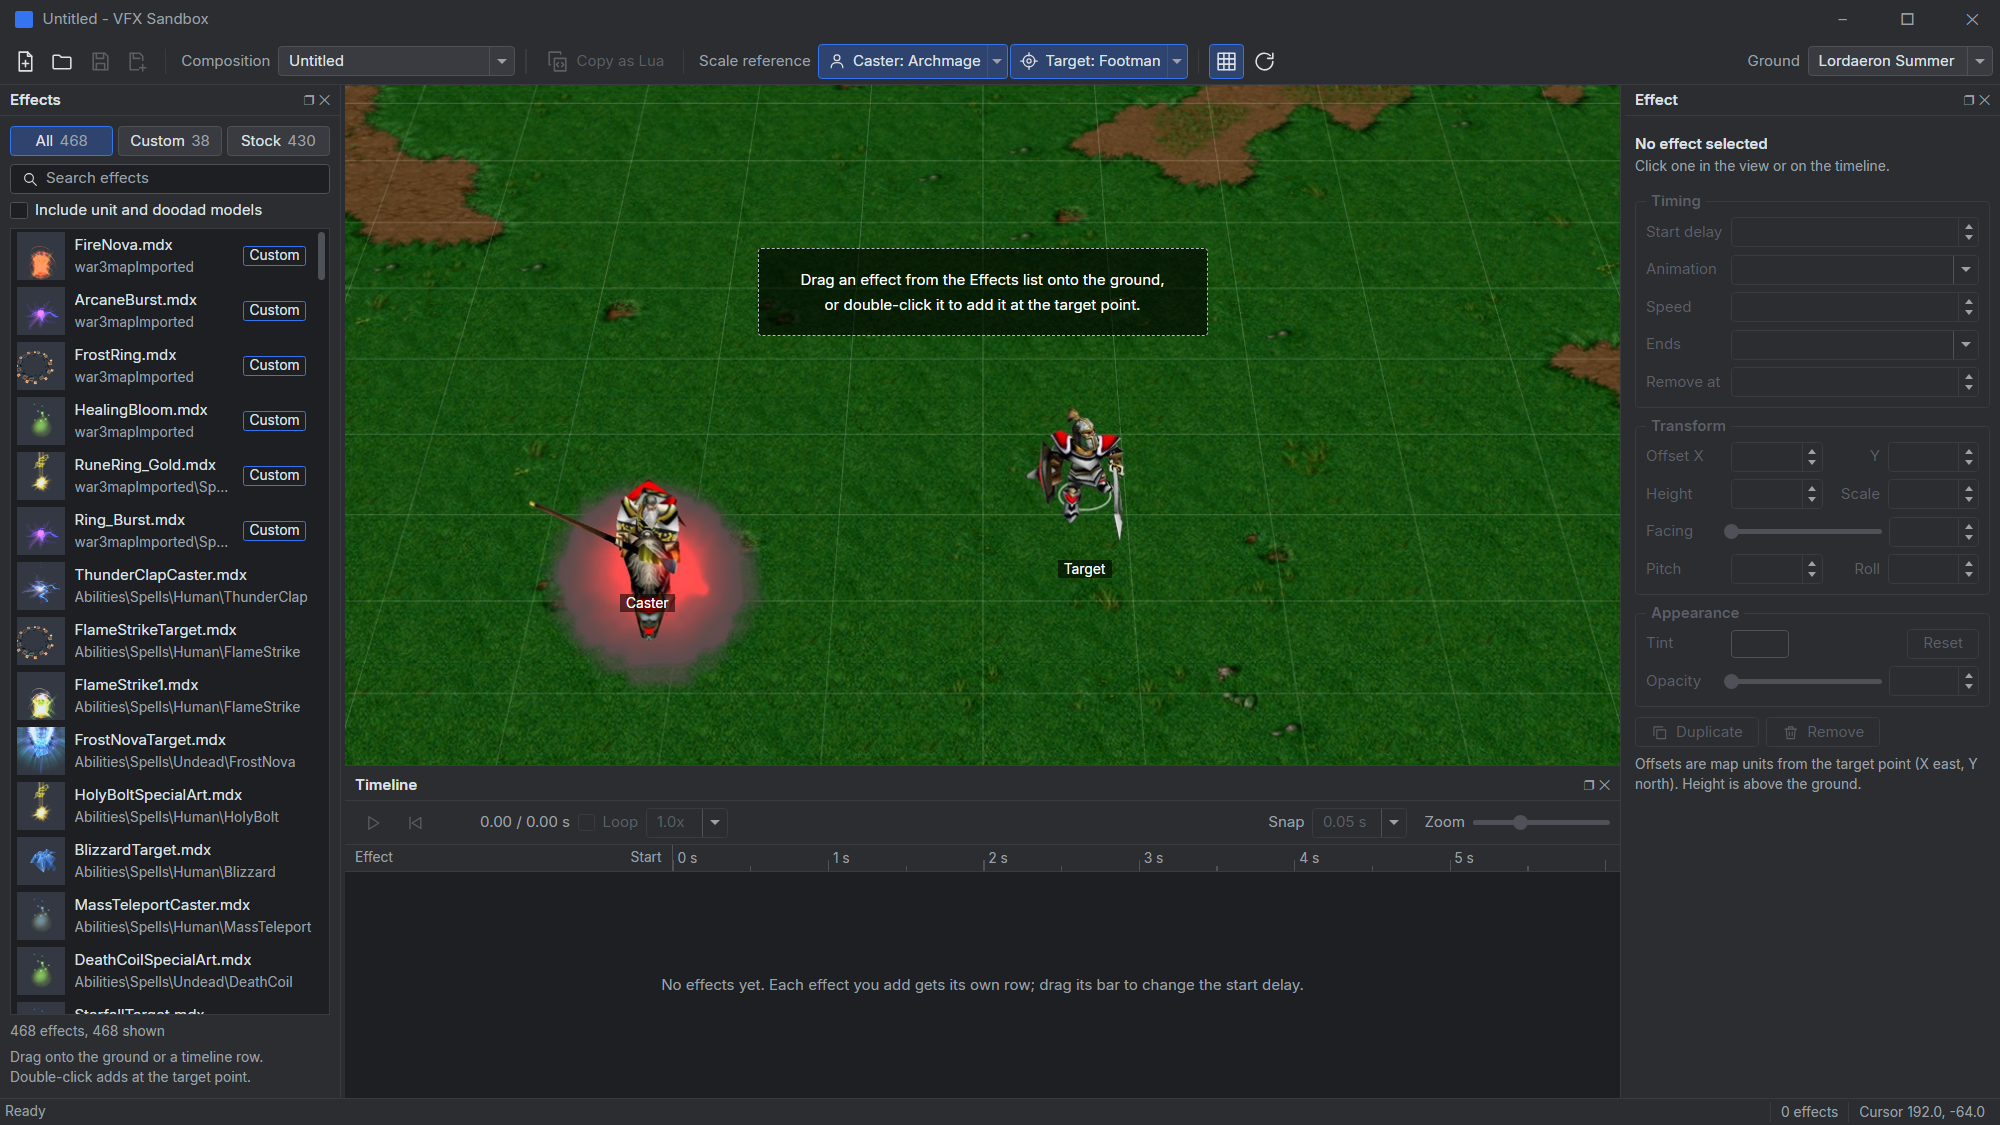 Untitled - VFX Sandbox
Composition
Untitled
Copy as Lua
Scale reference
Caster: Archmage
Target: Footman
Ground
Lordaeron Summer
Effects
All 468
Custom 38
Stock 430
Search effects
Include unit and doodad models
FireNova.mdx
war3mapImported
Custom
ArcaneBurst.mdx
war3mapImported
Custom
FrostRing.mdx
war3mapImported
Custom
HealingBloom.mdx
war3mapImported
Custom
RuneRing_Gold.mdx
war3mapImported\Sp...
Custom
Ring_Burst.mdx
war3mapImported\Sp...
Custom
ThunderClapCaster.mdx
Abilities\Spells\Human\ThunderClap
FlameStrikeTarget.mdx
Abilities\Spells\Human\FlameStrike
FlameStrike1.mdx
Abilities\Spells\Human\FlameStrike
FrostNovaTarget.mdx
Abilities\Spells\Undead\FrostNova
HolyBoltSpecialArt.mdx
Abilities\Spells\Human\HolyBolt
BlizzardTarget.mdx
Abilities\Spells\Human\Blizzard
MassTeleportCaster.mdx
Abilities\Spells\Human\MassTeleport
DeathCoilSpecialArt.mdx
Abilities\Spells\Undead\DeathCoil
StarfallTarget.mdx
468 effects, 468 shown
Drag onto the ground or a timeline row.
Double-click adds at the target point.
Drag an effect from the Effects list onto the ground,
or double-click it to add it at the target point.
Target
Caster
Timeline
0.00 / 0.00 s
Loop
1.0x
Snap
0.05 s
Zoom
Effect
Start
0 s
1 s
2 s
3 s
4 s
5 s
No effects yet. Each effect you add gets its own row; drag its bar to change the start delay.
Effect
No effect selected
Click one in the view or on the timeline.
Timing
Start delay
Animation
Speed
Ends
Remove at
Transform
Offset X
Y
Height
Scale
Facing
Pitch
Roll
Appearance
Tint
Reset
Opacity
Duplicate
Remove
Offsets are map units from the target point (X east, Y
north). Height is above the ground.
Ready
0 effects
Cursor 192.0, -64.0